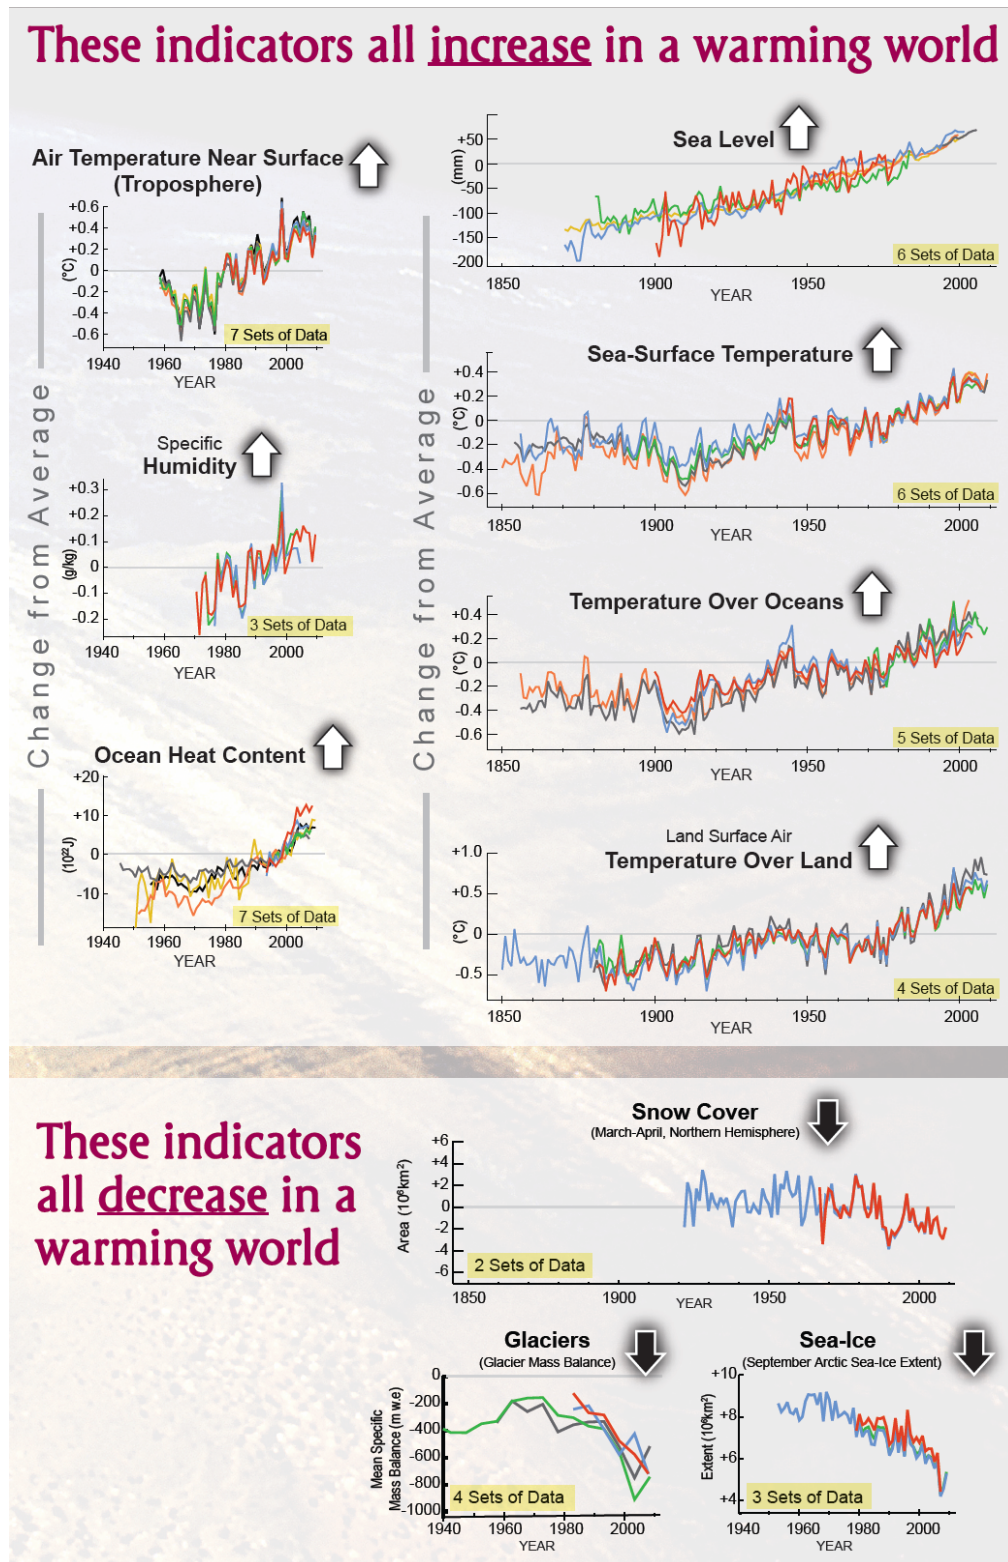 These indicators all increase in a warming world
Air Temperature Near Surface
(Troposphere)
Change from Average
+0.6
+0.4
+0.2
0
-0.2
-0.4
-0.6
(°C)
7 Sets of Data
1940 1960 1980 2000
YEAR
Specific
Humidity
+0.3
+0.2
+0.1
0
-0.1
-0.2
(g/kg)
3 Sets of Data
1940 1960 1980 2000
YEAR
Ocean Heat Content
+20
+10
0
-10
(10²²J)
7 Sets of Data
1940 1960 1980 2000
YEAR
Change from Average
Sea Level
+50
0
-50
-100
-150
-200
(mm)
6 Sets of Data
1850 1900 1950 2000
YEAR
Sea-Surface Temperature
+0.4
+0.2
0
-0.2
-0.4
-0.6
(°C)
6 Sets of Data
1850 1900 1950 2000
YEAR
Temperature Over Oceans
+0.4
+0.2
0
-0.2
-0.4
-0.6
(°C)
5 Sets of Data
1850 1900 1950 2000
YEAR
Land Surface Air
Temperature Over Land
+1.0
+0.5
0
-0.5
(°C)
4 Sets of Data
1850 1900 1950 2000
YEAR
These indicators
all decrease in a
warming world
Snow Cover
(March-April, Northern Hemisphere)
+6
+4
+2
0
-2
-4
-6
Area (10⁶km²)
2 Sets of Data
1850 1900 1950 2000
YEAR
Glaciers
(Glacier Mass Balance)
0
-200
-400
-600
-800
-1000
Mean Specific
Mass Balance (m w.e)
4 Sets of Data
1940 1960 1980 2000
YEAR
Sea-Ice
(September Arctic Sea-Ice Extent)
+10
+8
+6
+4
Extent (10⁶km²)
3 Sets of Data
1940 1960 1980 2000
YEAR